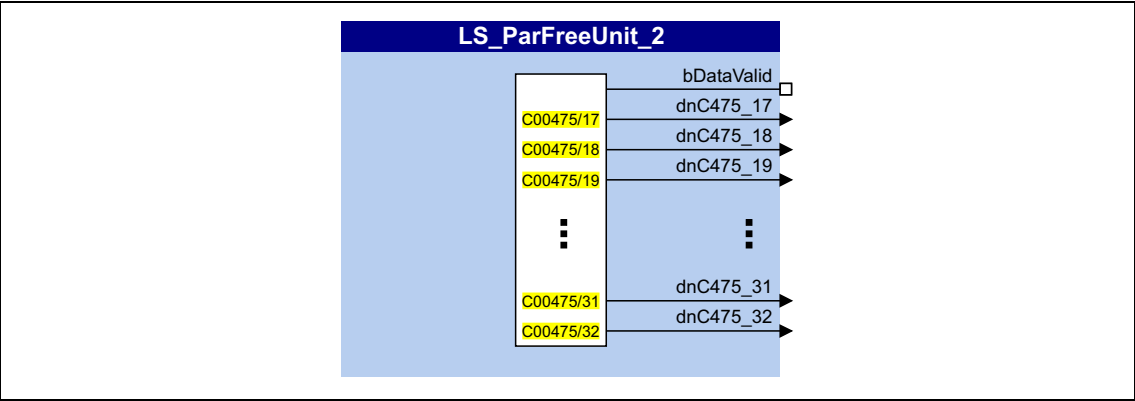 LS_ParFreeUnit_2
bDataValid
C00475/17 dnC475_17
C00475/18 dnC475_18
C00475/19 dnC475_19
C00475/31 dnC475_31
C00475/32 dnC475_32